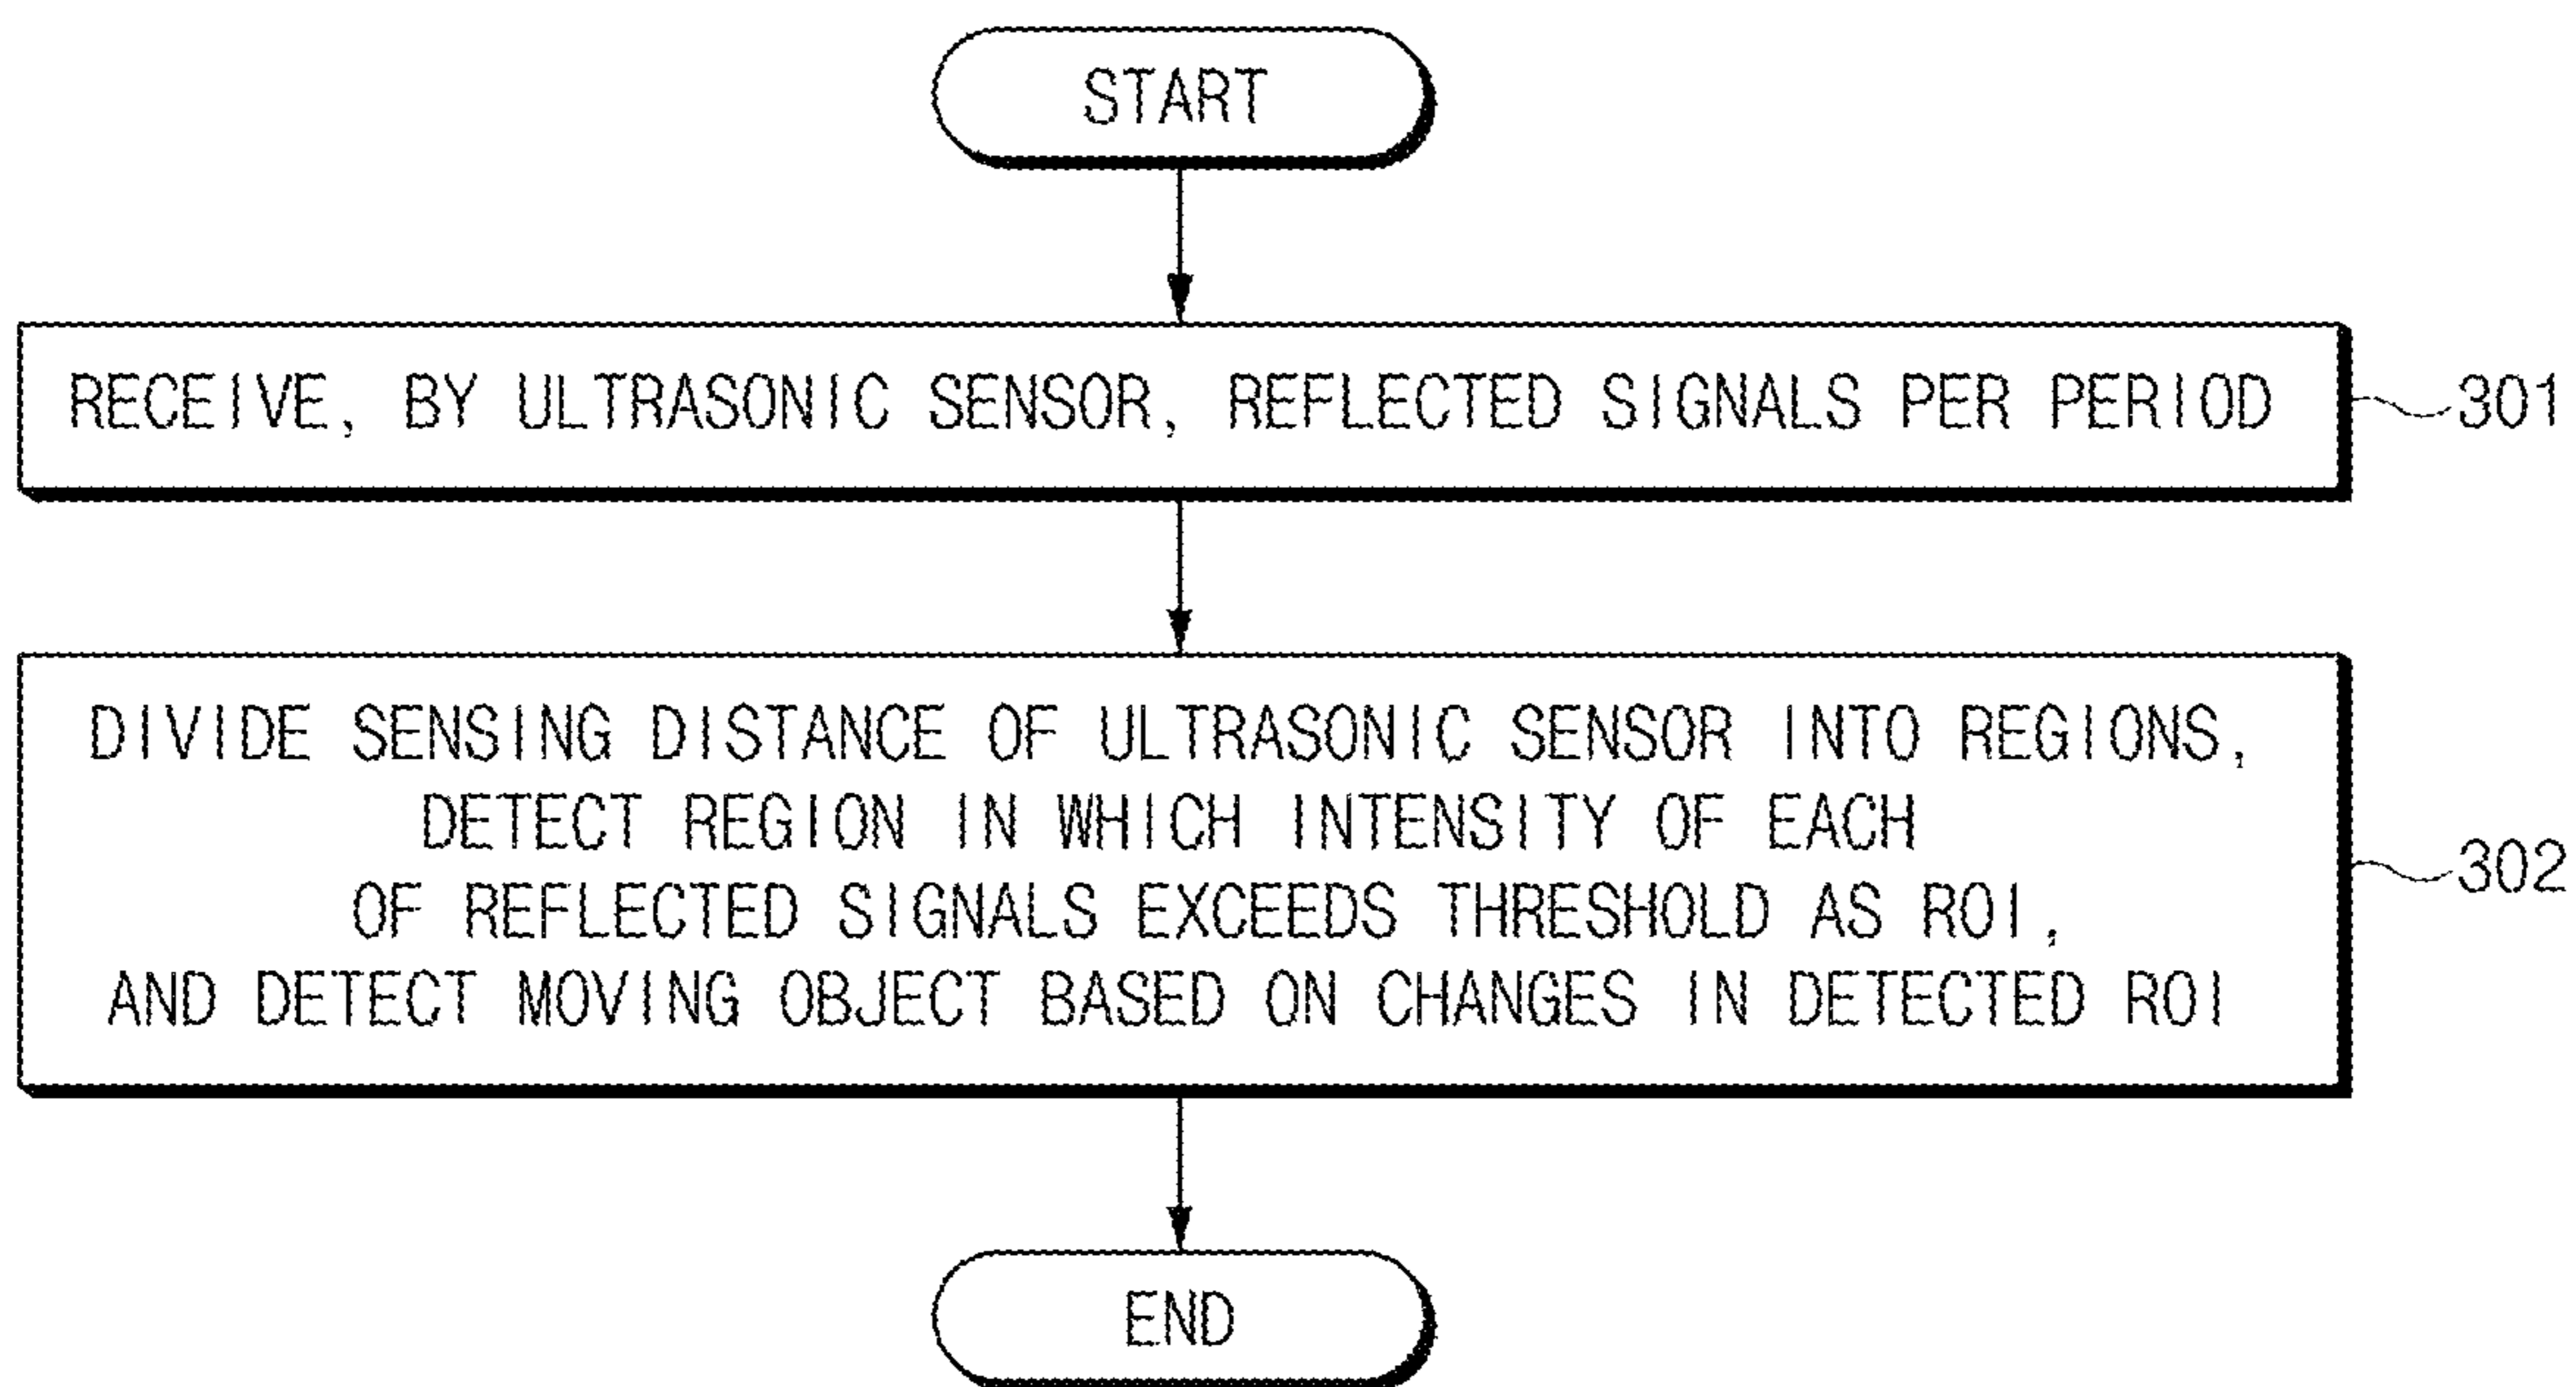 START
RECEIVE, BY ULTRASONIC SENSOR, REFLECTED SIGNALS PER PERIOD
301
DIVIDE SENSING DISTANCE OF ULTRASONIC SENSOR INTO REGIONS,
DETECT REGION IN WHICH INTENSITY OF EACH
OF REFLECTED SIGNALS EXCEEDS THRESHOLD AS ROI,
AND DETECT MOVING OBJECT BASED ON CHANGES IN DETECTED ROI
302
END